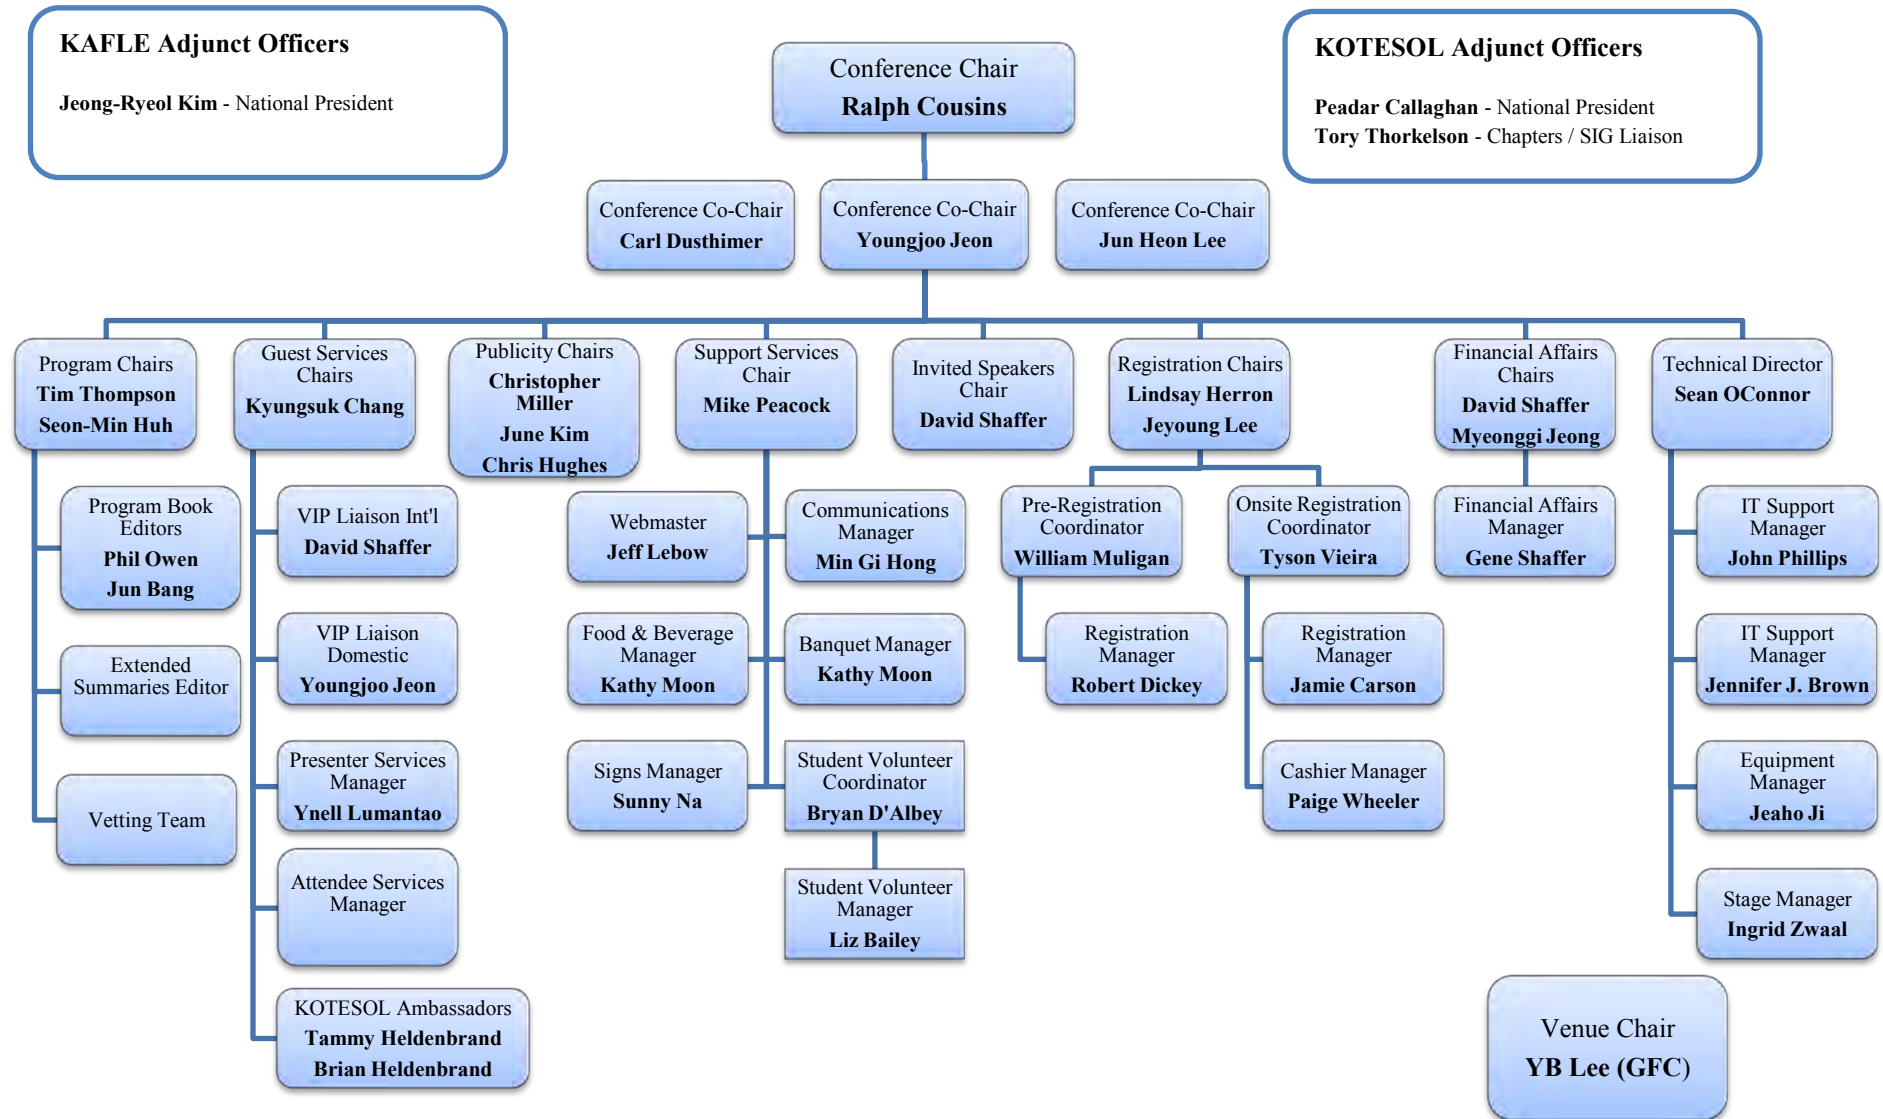 KAFLE Adjunct Officers
Jeong-Ryeol Kim - National President
Conference Chair
Ralph Cousins
KOTESOL Adjunct Officers
Peadar Callaghan - National President
Tory Thorkelson - Chapters / SIG Liaison
Conference Co-Chair
Carl Dusthimer
Conference Co-Chair
Youngjoo Jeon
Conference Co-Chair
Jun Heon Lee
Program Chairs
Tim Thompson
Seon-Min Huh
Guest Services
Chairs
Kyungsuk Chang
Publicity Chairs
Christopher
Miller
June Kim
Chris Hughes
Support Services
Chair
Mike Peacock
Invited Speakers
Chair
David Shaffer
Registration Chairs
Lindsay Herron
Jeyoung Lee
Financial Affairs
Chairs
David Shaffer
Myeonggi Jeong
Technical Director
Sean OConnor
Program Book
Editors
Phil Owen
Jun Bang
Extended
Summaries Editor
Vetting Team
VIP Liaison Int'l
David Shaffer
VIP Liaison
Domestic
Youngjoo Jeon
Presenter Services
Manager
Ynell Lumantao
Attendee Services
Manager
KOTESOL Ambassadors
Tammy Heldenbrand
Brian Heldenbrand
Webmaster
Jeff Lebow
Communications
Manager
Min Gi Hong
Food & Beverage
Manager
Kathy Moon
Banquet Manager
Kathy Moon
Signs Manager
Sunny Na
Student Volunteer
Coordinator
Bryan D'Albey
Student Volunteer
Manager
Liz Bailey
Pre-Registration
Coordinator
William Muligan
Registration
Manager
Robert Dickey
Onsite Registration
Coordinator
Tyson Vieira
Registration
Manager
Jamie Carson
Cashier Manager
Paige Wheeler
Financial Affairs
Manager
Gene Shaffer
IT Support
Manager
John Phillips
IT Support
Manager
Jennifer J. Brown
Equipment
Manager
Jeaho Ji
Stage Manager
Ingrid Zwaal
Venue Chair
YB Lee (GFC)